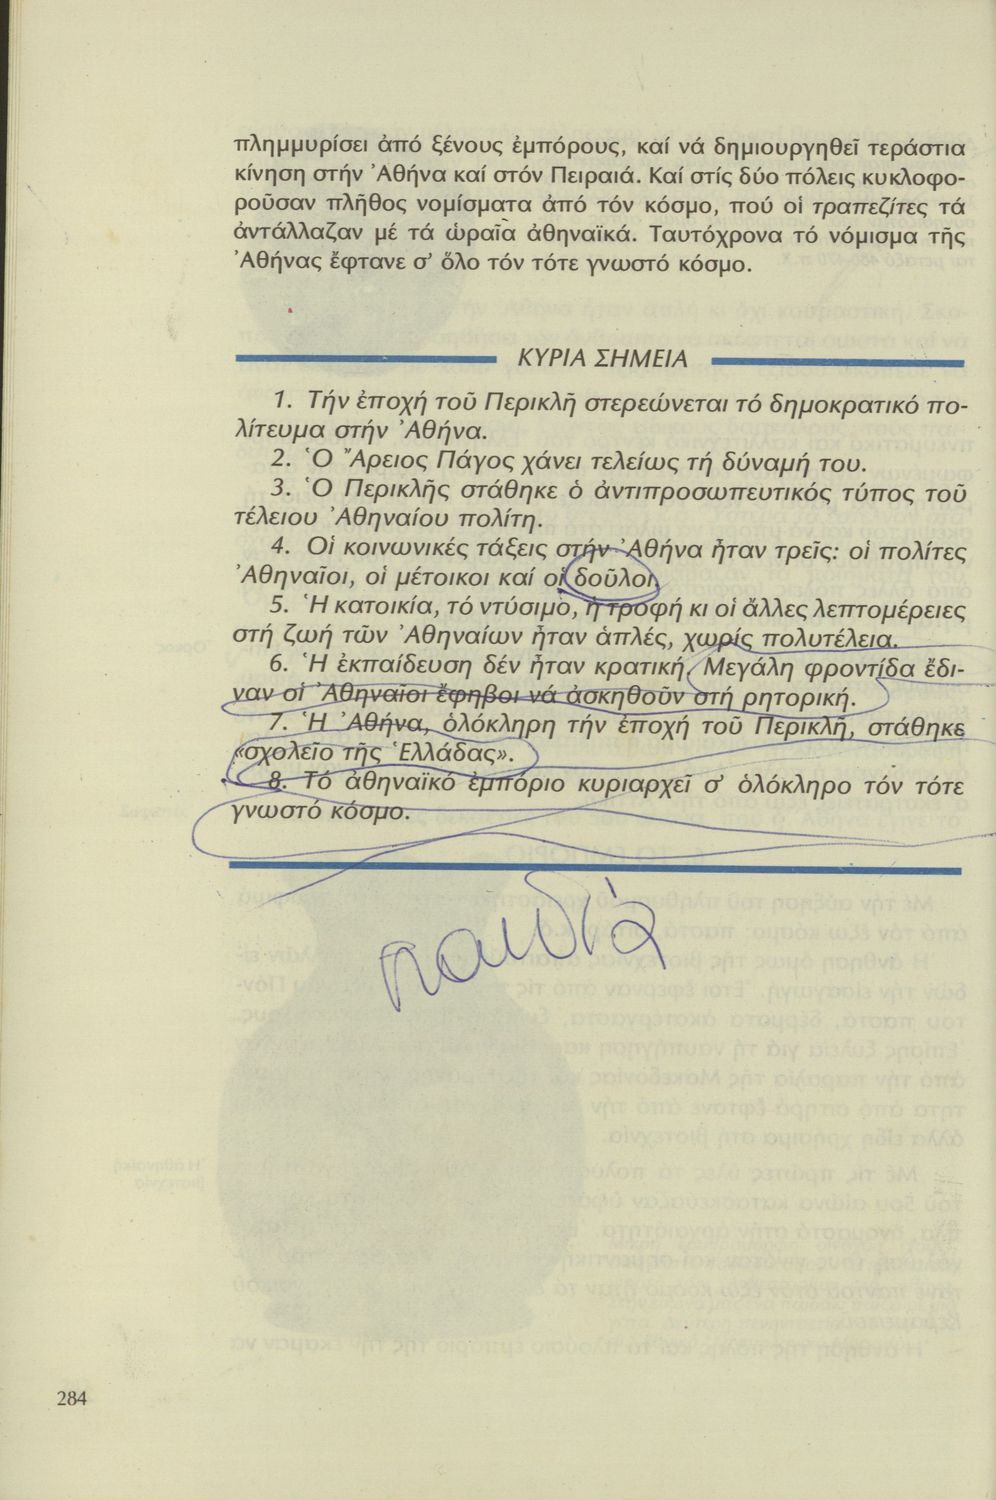 πλημμυρίσει ἀπό ξένους ἐμπόρους, καί νά δημιουργηθεῖ τεράστια
κίνηση στήν Ἀθήνα καί στόν Πειραιά. Καί στίς δύο πόλεις κυκλοφο-
ροῦσαν πλῆθος νομίσματα ἀπό τόν κόσμο, πού οἱ τραπεζίτες τά
ἀντάλλαζαν μέ τά ὡραῖα ἀθηναϊκά. Ταυτόχρονα τό νόμισμα τῆς
Ἀθήνας ἔφτανε σ' ὅλο τόν τότε γνωστό κόσμο.
ΚΥΡΙΑ ΣΗΜΕΙΑ
1. Τήν ἐποχή τοῦ Περικλῆ στερεώνεται τό δημοκρατικό πο-
λίτευμα στήν Ἀθήνα.
2. Ὁ Ἄρειος Πάγος χάνει τελείως τή δύναμή του.
3. Ὁ Περικλῆς στάθηκε ὁ ἀντιπροσωπευτικός τύπος τοῦ
τέλειου Ἀθηναίου πολίτη.
4. Οἱ κοινωνικές τάξεις στήν Ἀθήνα ἦταν τρεῖς: οἱ πολίτες
Ἀθηναῖοι, οἱ μέτοικοι καί οἱ δοῦλοι.
5. Ἡ κατοικία, τό ντύσιμο, ἡ τροφή κι οἱ ἄλλες λεπτομέρειες
στή ζωή τῶν Ἀθηναίων ἦταν ἁπλές, χωρίς πολυτέλεια.
6. Ἡ ἐκπαίδευση δέν ἦταν κρατική. Μεγάλη φροντίδα ἔδι-
ναν οἱ Ἀθηναῖοι ἔφηβοι νά ἀσκηθοῦν στή ρητορική.
7. Ἡ Ἀθήνα, ὁλόκληρη τήν ἐποχή τοῦ Περικλῆ, στάθηκε
«σχολεῖο τῆς Ἑλλάδας».
8. Τό ἀθηναϊκό ἐμπόριο κυριαρχεῖ σ' ὁλόκληρο τόν τότε
γνωστό κόσμο.
παιδιά
284